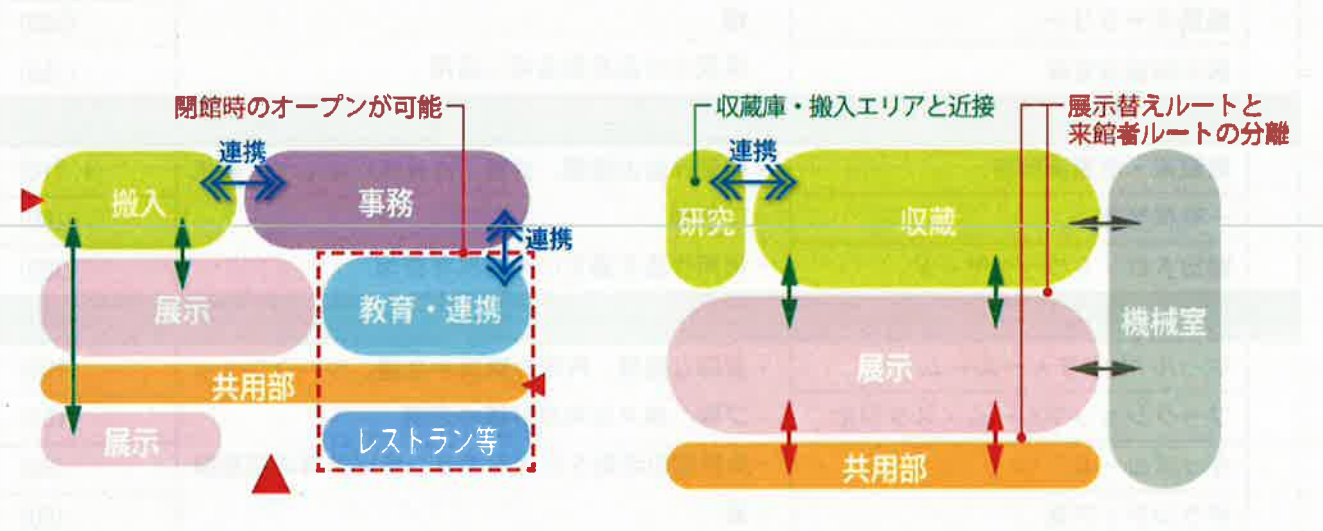 閉館時のオープンが可能
連携
搬入
事務
連携
展示
教育・連携
共用部
展示
レストラン等
収蔵庫・搬入エリアと近接
展示替えルートと
来館者ルートの分離
連携
研究
収蔵
機械室
展示
共用部